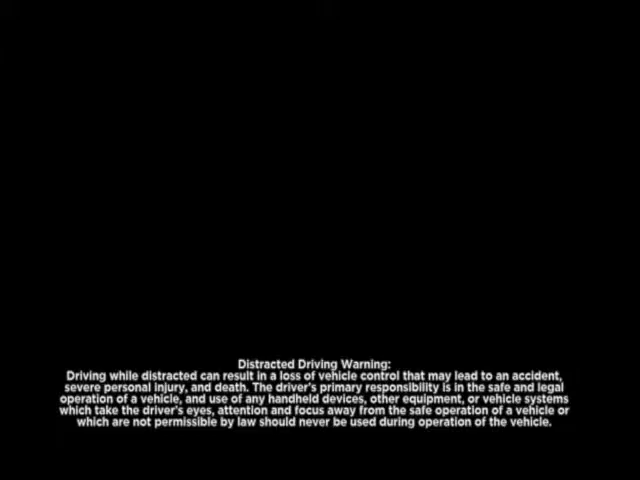 Distracted Driving Warning:
Driving while distracted can result in a loss of vehicle control that may lead to an accident,
severe personal injury, and death. The driver's primary responsibility is in the safe and legal
operation of a vehicle, and use of any handheld devices, other equipment, or vehicle systems
which take the driver's eyes, attention and focus away from the safe operation of a vehicle or
which are not permissible by law should never be used during operation of the vehicle.